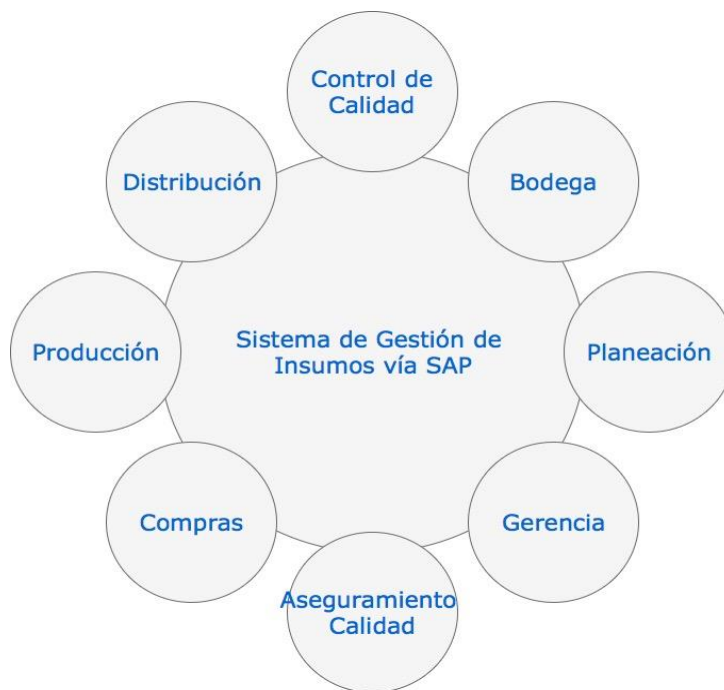 Control de
Calidad
Distribución
Bodega
Producción
Sistema de Gestión de
Insumos vía SAP
Planeación
Compras
Gerencia
Aseguramiento
Calidad